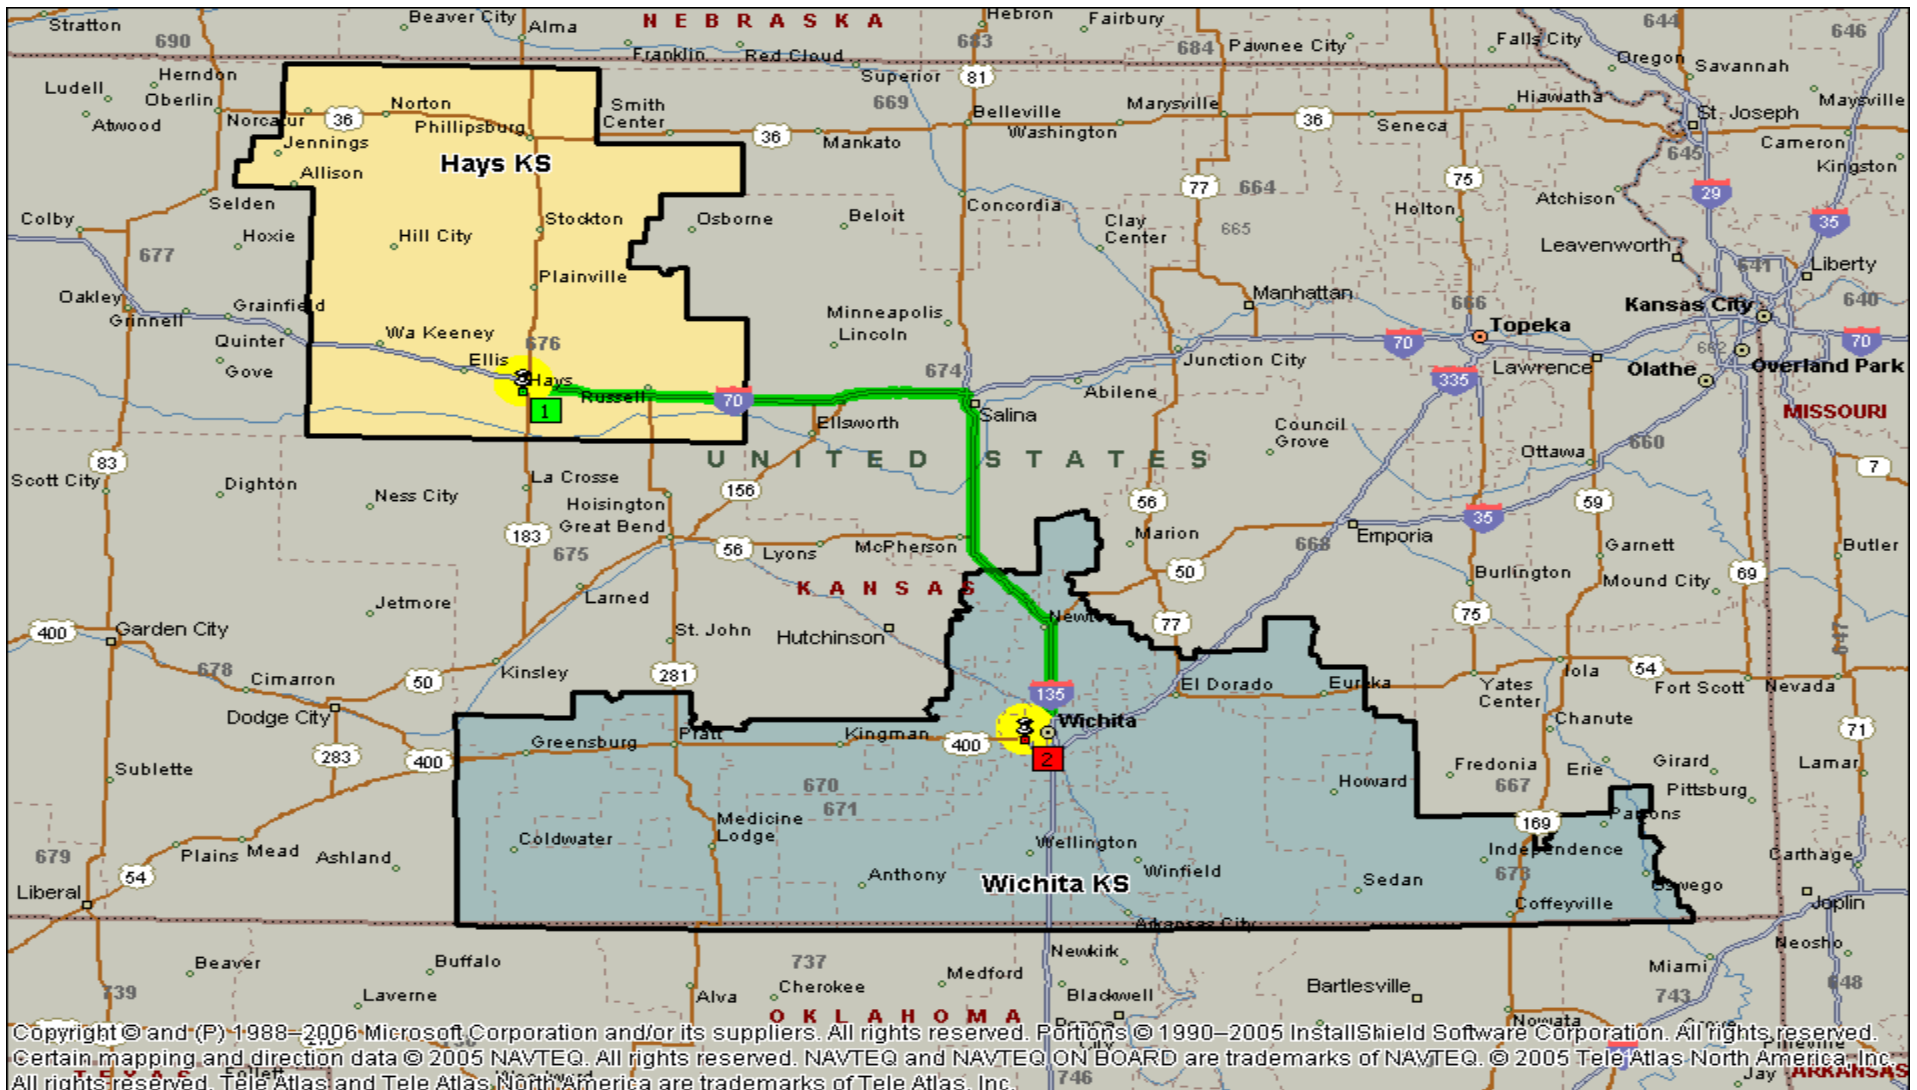 Stratton
Beaver City
Alma
NEBRASKA
Hebron
Fairbury
644
646
690
683
684
Pawnee City
Falls City
Franklin
Red Cloud
Superior
81
Oregon
Savannah
Ludell
Herndon
Oberlin
Norton
Smith
Center
669
Belleville
Marysville
Hiawatha
Maysville
Atwood
Norcatur
36
Phillipsburg
36
Mankato
Washington
36
Seneca
St. Joseph
Cameron
Jennings
Hays KS
645
Kingston
Allison
77
664
75
29
Selden
Stockton
Osborne
Beloit
Concordia
Clay
Center
665
Holton
Atchison
35
Colby
Hoxie
Hill City
677
Leavenworth
641
Liberty
Plainville
Oakley
Grinnell
Grainfield
Manhattan
666
Kansas City
640
Quinter
Wa Keeney
676
Minneapolis
Lincoln
Topeka
70
662
70
Gove
Ellis
Hays
674
Junction City
Lawrence
Olathe
Overland Park
1
Russell
70
Abilene
335
MISSOURI
Ellsworth
Salina
Council
Grove
660
UNITED STATES
Ottawa
83
7
Scott City
Dighton
Ness City
La Crosse
Hoisington
156
56
59
Great Bend
183
675
56
Lyons
McPherson
Marion
35
668
Emporia
Garnett
Butler
KANSAS
50
Burlington
Mound City
69
Jetmore
Larned
Newton
77
75
400
Garden City
St. John
Hutchinson
647
678
Cimarron
50
Kinsley
281
135
El Dorado
Eureka
Yates
Center
Iola
54
Fort Scott
Nevada
Dodge City
Wichita
Chanute
71
Greensburg
Pratt
Kingman
400
2
283
400
Sublette
670
671
Howard
Fredonia
667
Erie
Girard
Pittsburg
Lamar
Medicine
Lodge
169
Parsons
679
Plains
Mead
Ashland
Coldwater
Wellington
Independence
Carthage
54
Anthony
Wichita KS
Winfield
Sedan
673
Oswego
Liberal
Coffeyville
Joplin
Arkansas City
Neosho
Beaver
Buffalo
737
Medford
Newkirk
Miami
648
739
Laverne
Alva
Cherokee
Blackwell
Bartlesville
743
OKLAHOMA
Ponca
City
Nowata
Copyright © and (P) 1988–2006 Microsoft Corporation and/or its suppliers. All rights reserved. Portions © 1990–2005 InstallShield Software Corporation. All rights reserved.
Certain mapping and direction data © 2005 NAVTEQ. All rights reserved. NAVTEQ and NAVTEQ ON BOARD are trademarks of NAVTEQ. © 2005 Tele Atlas North America, Inc.
All rights reserved. Tele Atlas and Tele Atlas North America are trademarks of Tele Atlas, Inc.
TEXAS
Follett
Woodward
746
Jay
ARKANSAS